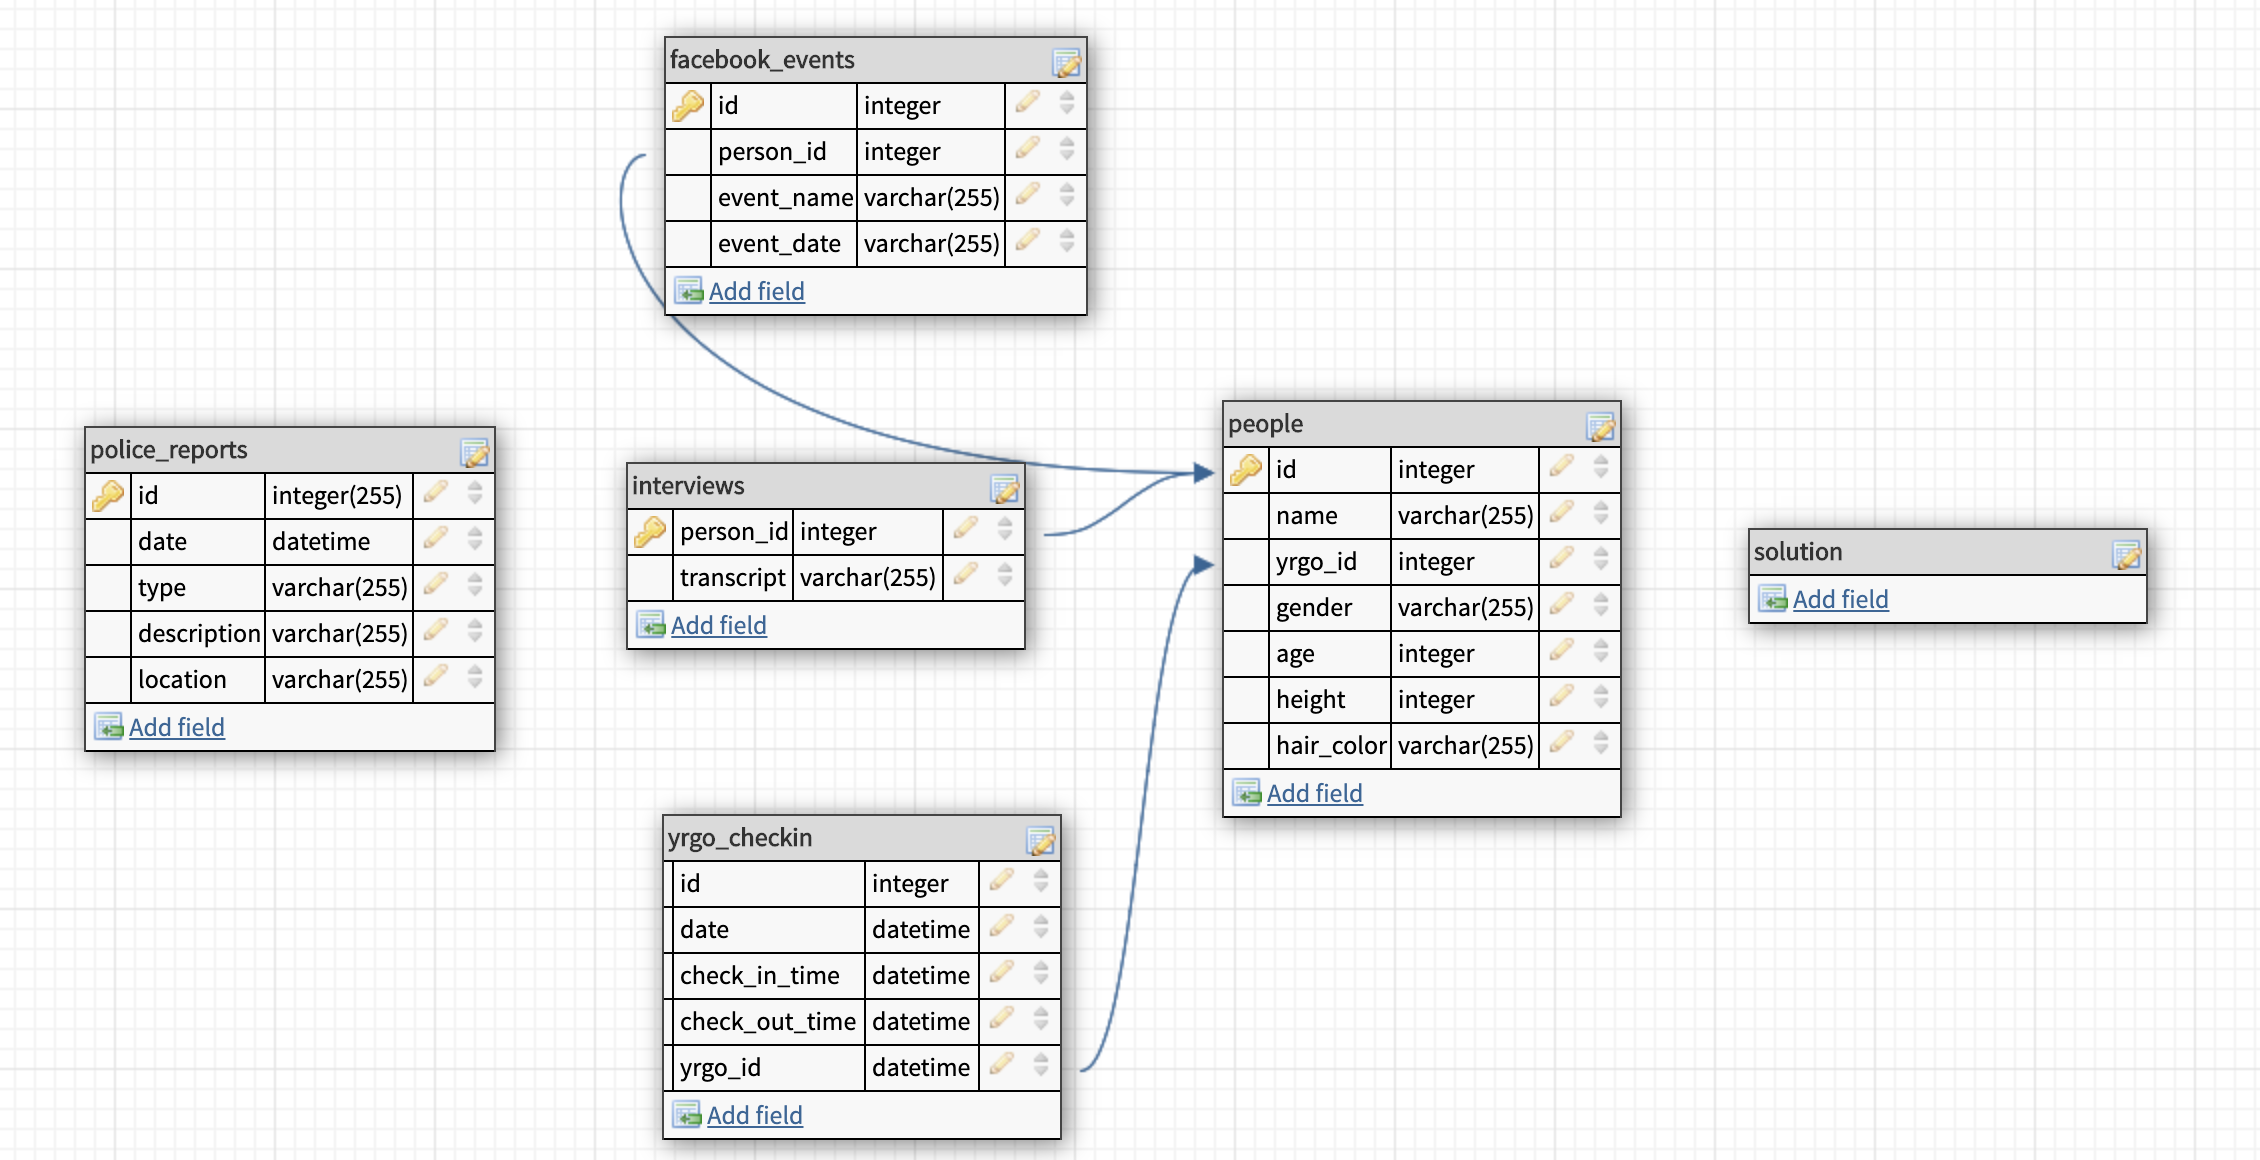 facebook_events
id integer
person_id integer
event_name varchar(255)
event_date varchar(255)
Add field
police_reports
id integer(255)
date datetime
type varchar(255)
description varchar(255)
location varchar(255)
Add field
interviews
person_id integer
transcript varchar(255)
Add field
people
id integer
name varchar(255)
yrgo_id integer
gender varchar(255)
age integer
height integer
hair_color varchar(255)
Add field
solution
Add field
yrgo_checkin
id integer
date datetime
check_in_time datetime
check_out_time datetime
yrgo_id datetime
Add field